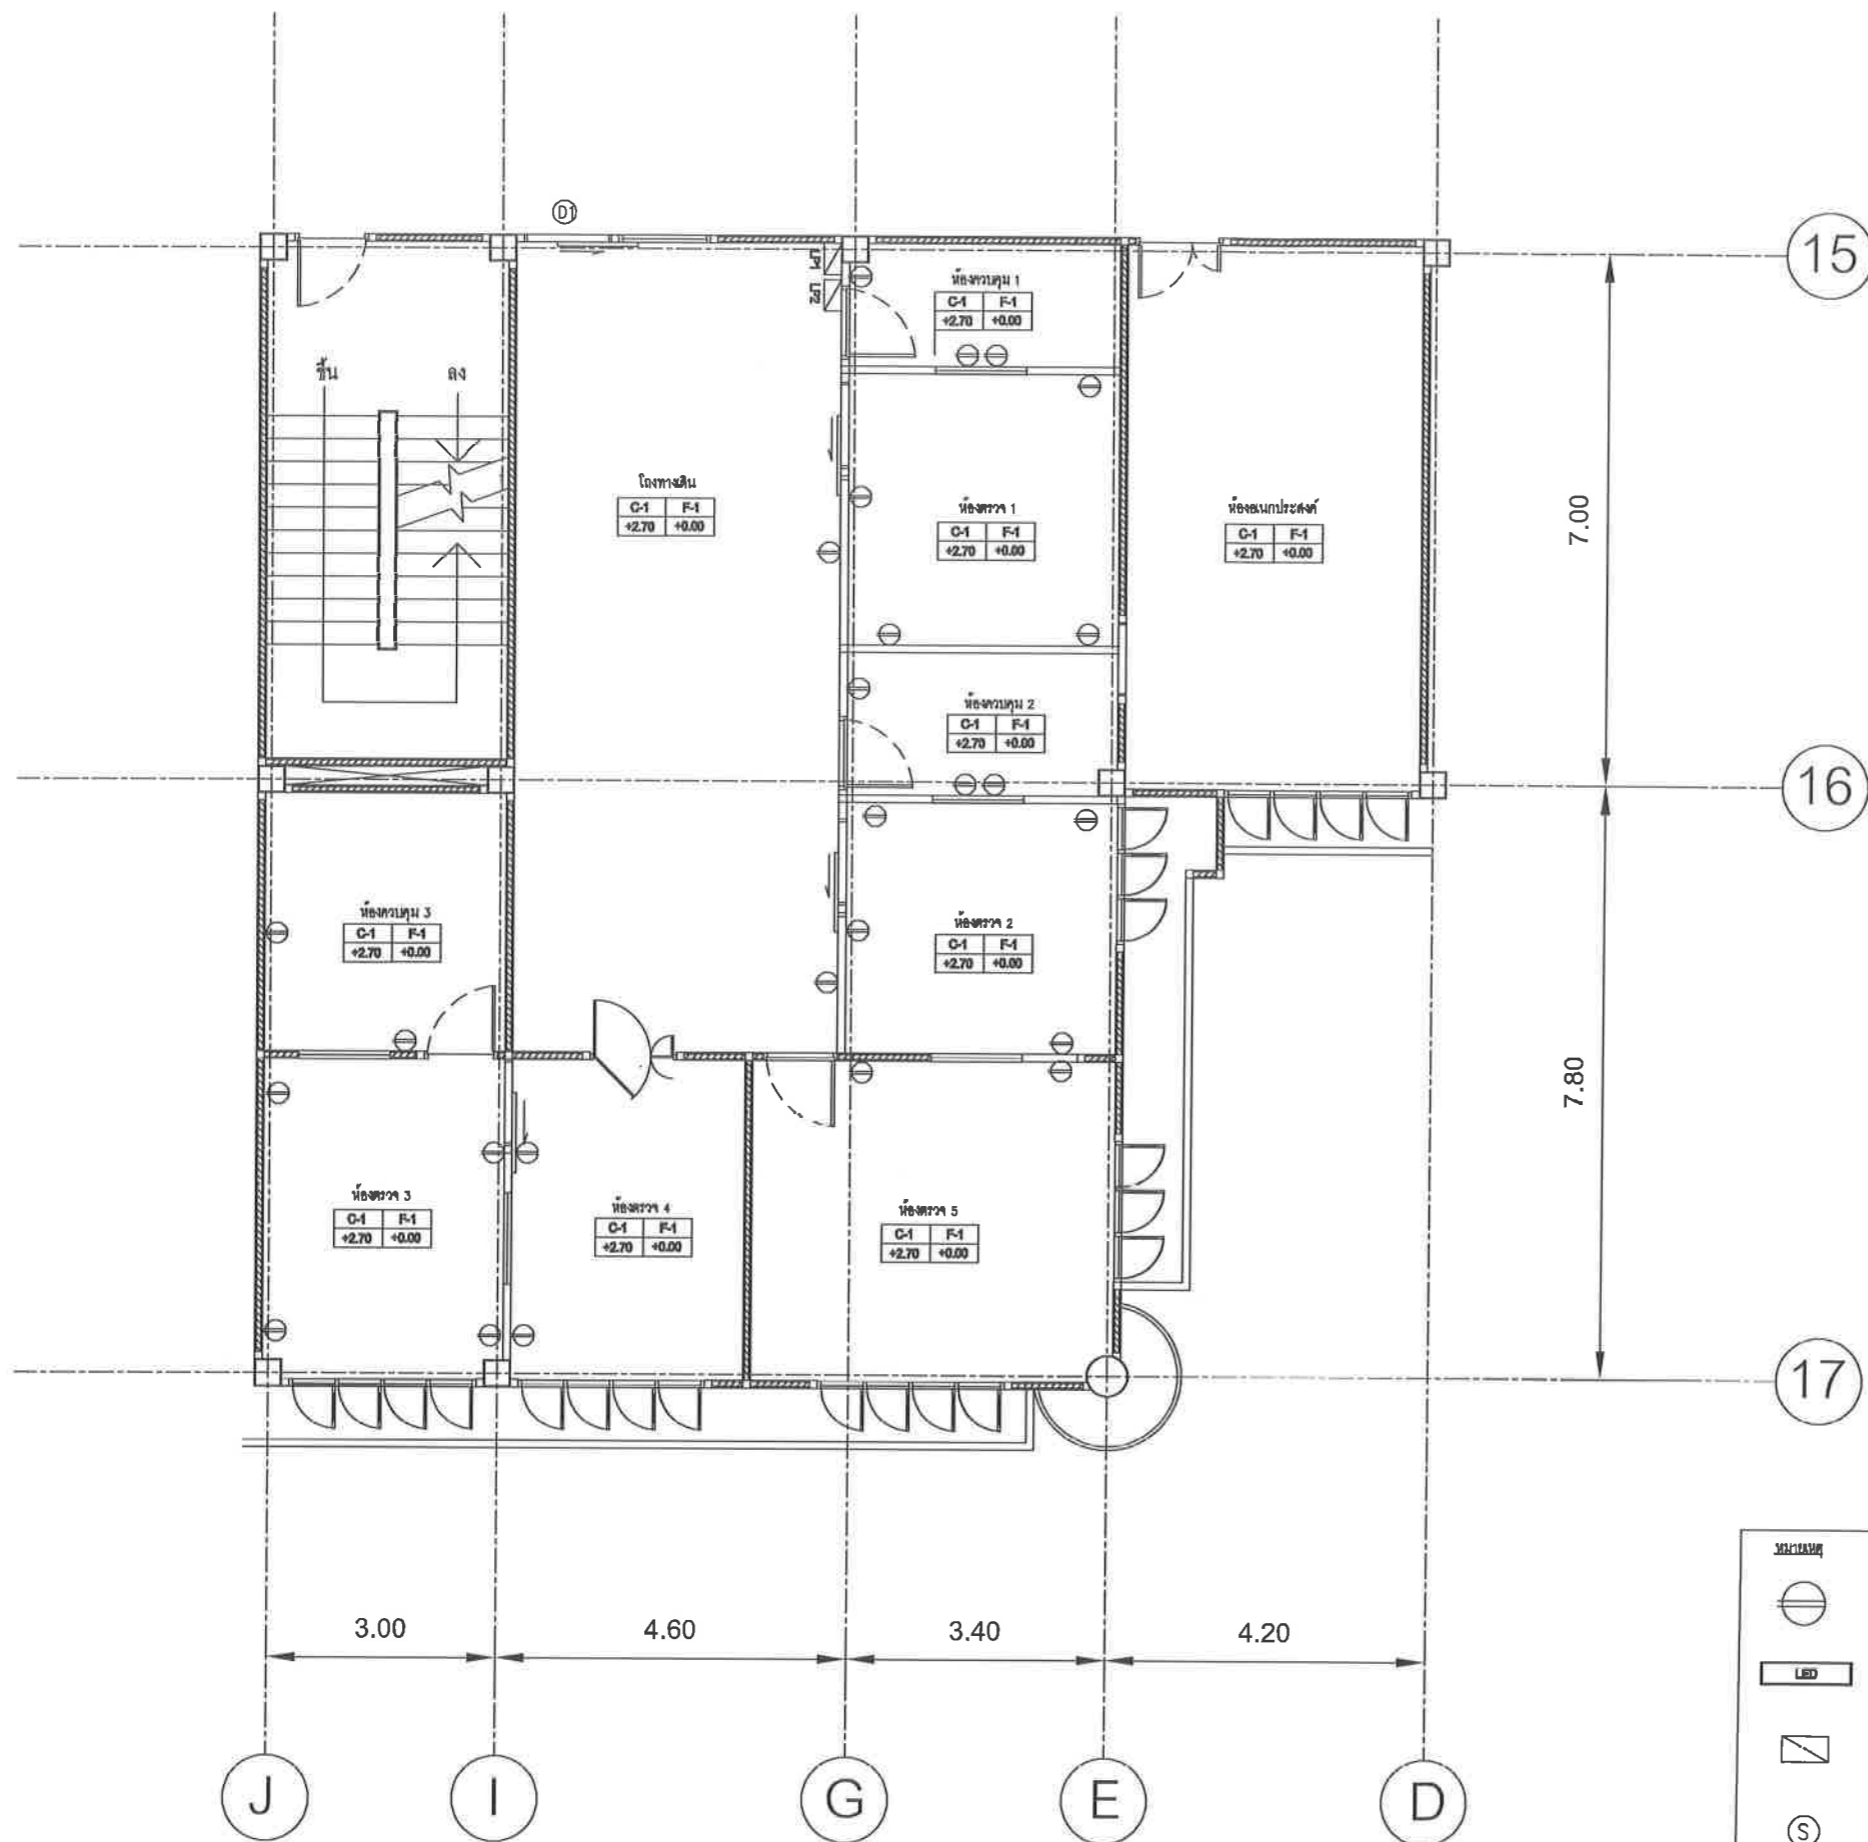 D1
15
LP1
LP2
ห้องควบคุม 1
C-1 F-1
+2.70 +0.00
ขึ้น
ลง
โถงทางเดิน
C-1 F-1
+2.70 +0.00
ห้องตรวจ 1
C-1 F-1
+2.70 +0.00
ห้องอเนกประสงค์
C-1 F-1
+2.70 +0.00
7.00
ห้องควบคุม 2
C-1 F-1
+2.70 +0.00
16
ห้องควบคุม 3
C-1 F-1
+2.70 +0.00
ห้องตรวจ 2
C-1 F-1
+2.70 +0.00
7.80
ห้องตรวจ 3
C-1 F-1
+2.70 +0.00
ห้องตรวจ 4
C-1 F-1
+2.70 +0.00
ห้องตรวจ 5
C-1 F-1
+2.70 +0.00
17
หมายเหตุ
3.00
4.60
3.40
4.20
LED
J
I
G
E
D
S